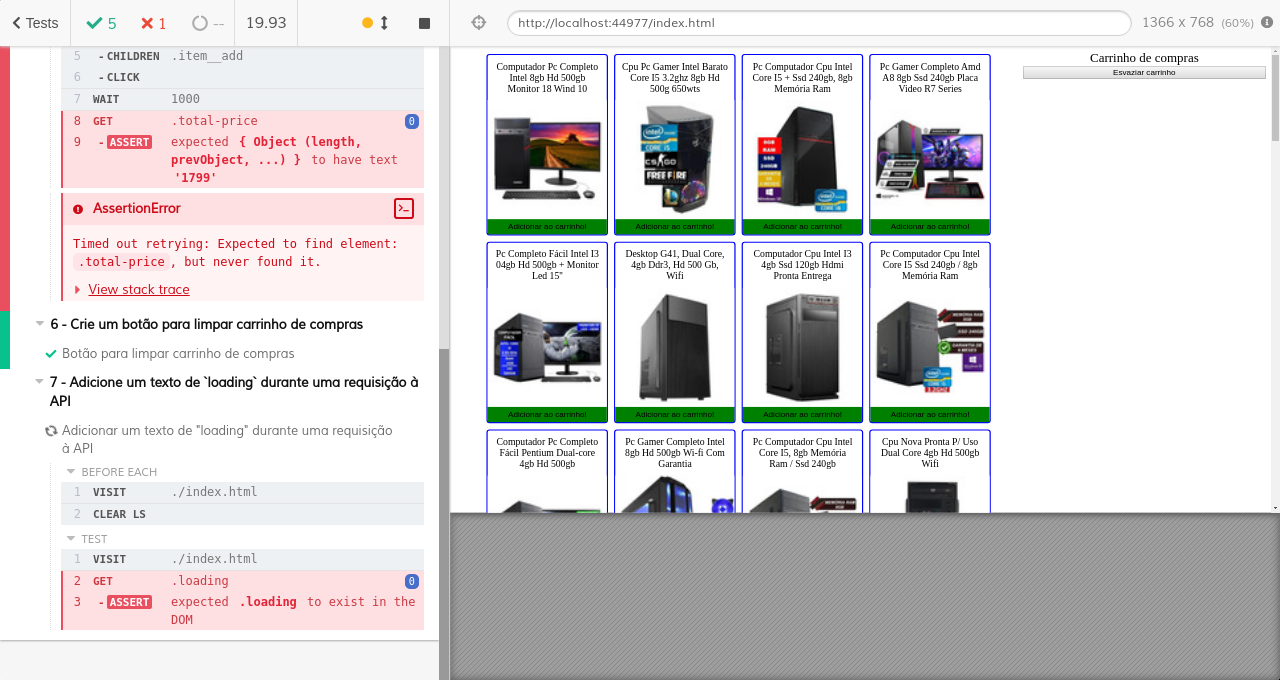 Tests
5
1
--
19.93
http://localhost:44977/index.html
1366 x 768 (60%)
5 - CHILDREN .item__add
6 - CLICK
7 WAIT 1000
8 GET .total-price 0
9 - ASSERT expected { Object (length,
prevObject, ...) } to have text
'1799'
AssertionError
Timed out retrying: Expected to find element:
.total-price, but never found it.
View stack trace
6 - Crie um botão para limpar carrinho de compras
Botão para limpar carrinho de compras
7 - Adicione um texto de `loading` durante uma requisição à
API
Adicionar um texto de "loading" durante uma requisição
à API
BEFORE EACH
1 VISIT ./index.html
2 CLEAR LS
TEST
1 VISIT ./index.html
2 GET .loading 0
3 - ASSERT expected .loading to exist in the
DOM
Carrinho de compras
Esvaziar carrinho
Computador Pc Completo
Intel 8gb Hd 500gb
Monitor 18 Wind 10
Adicionar ao carrinho!
Cpu Pc Gamer Intel Barato
Core I5 3.2ghz 8gb Hd
500g 650wts
Adicionar ao carrinho!
Pc Computador Cpu Intel
Core I5 + Ssd 240gb, 8gb
Memória Ram
Adicionar ao carrinho!
Pc Gamer Completo Amd
A8 8gb Ssd 240gb Placa
Video R7 Series
Adicionar ao carrinho!
Pc Completo Fácil Intel I3
04gb Hd 500gb + Monitor
Led 15"
Adicionar ao carrinho!
Desktop G41, Dual Core,
4gb Ddr3, Hd 500 Gb,
Wifi
Adicionar ao carrinho!
Computador Cpu Intel I3
4gb Ssd 120gb Hdmi
Pronta Entrega
Adicionar ao carrinho!
Pc Computador Cpu Intel
Core I5 Ssd 240gb / 8gb
Memória Ram
Adicionar ao carrinho!
Computador Pc Completo
Fácil Pentium Dual-core
4gb Hd 500gb
Pc Gamer Completo Intel
8gb Hd 500gb Wi-fi Com
Garantia
Pc Computador Cpu Intel
Core I5, 8gb Memória
Ram / Ssd 240gb
Cpu Nova Pronta P/ Uso
Dual Core 4gb Hd 500gb
Wifi